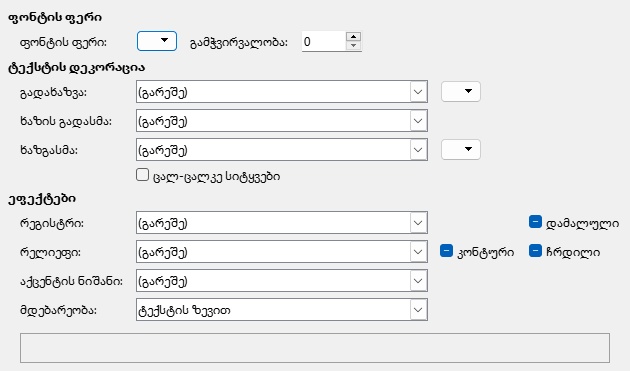 ფონტის ფერი
ფონტის ფერი: გამჭვირვალობა: 0
ტექსტის დეკორაცია
გადახაზვა: (გარეშე)
ხაზის გადასმა: (გარეშე)
ხაზგასმა: (გარეშე)
ცალ-ცალკე სიტყვები
ეფექტები
რეგისტრი: (გარეშე) დამალული
რელიეფი: (გარეშე) კონტური ჩრდილი
აქცენტის ნიშანი: (გარეშე)
მდებარეობა: ტექსტის ზევით